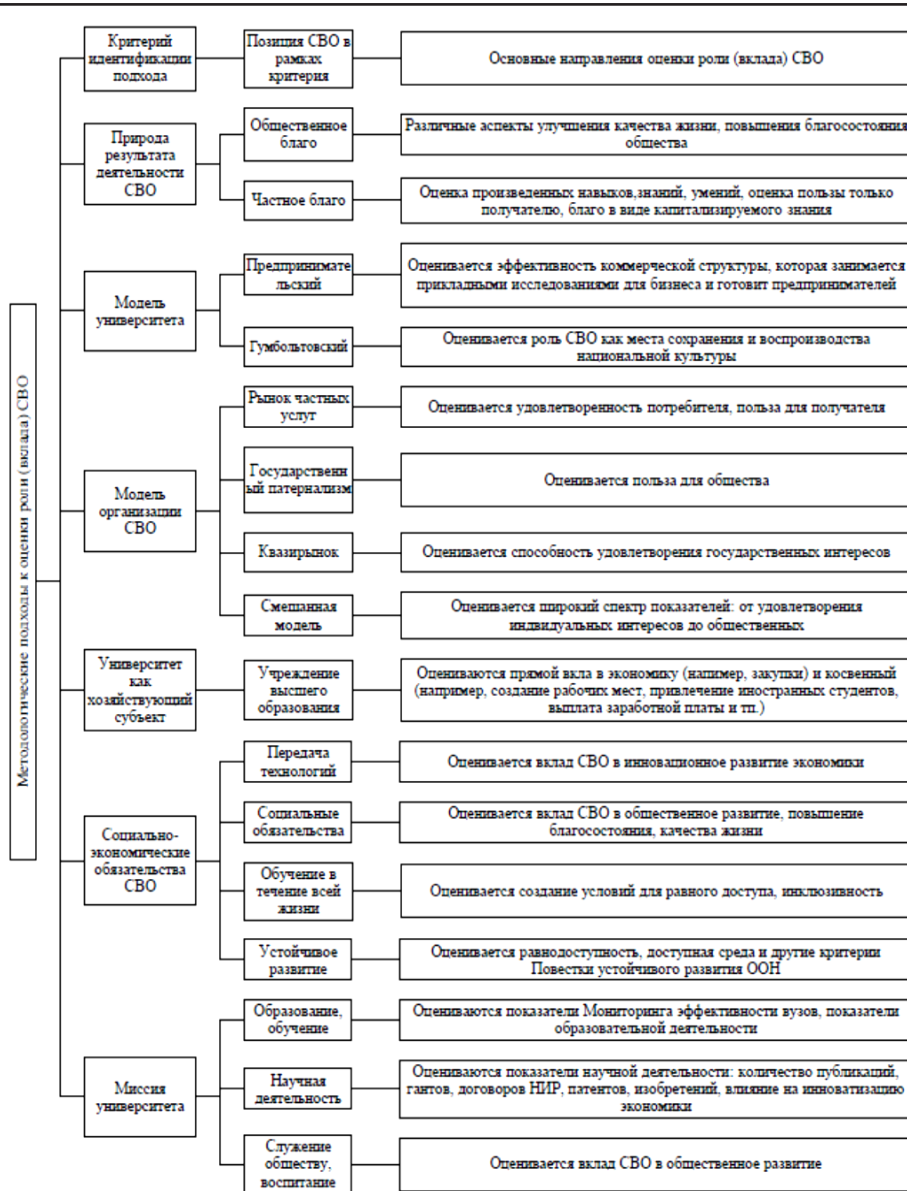 Методологические подходы к оценки роли (вклада) СВО
Критерий
идентификации
подхода
Позиция СВО в
рамках
критерия
Основные направления оценки роли (вклада) СВО
Природа
результата
деятельности
СВО
Общественное
благо
Различные аспекты улучшения качества жизни, повышения благосостояния
общества
Частное благо
Оценка произведенных навыков,знаний, умений, оценка пользы только
получателю, благо в виде капитализируемого знания
Модель
университета
Предпринимате
льский
Оценивается эффективность коммерческой структуры, которая занимается
прикладными исследованиями для бизнеса и готовит предпринимателей
Гумбольтовский
Оценивается роль СВО как места сохранения и воспроизводства
национальной культуры
Модель
организации
СВО
Рынок частных
услуг
Оценивается удовлетворенность потребителя, польза для получателя
Государственн
ый патернализм
Оценивается польза для общества
Квазирынок
Оценивается способность удовлетворения государственных интересов
Смешанная
модель
Оценивается широкий спектр показателей: от удовлетворения
индвидуальных интересов до общественных
Университет
как
хозяйствующий
субъект
Учреждение
высшего
образования
Оцениваются прямой вкла в экономику (напимер, закупки) и косвенный
(например, создание рабочих мест, привлечение иностранных студентов,
выплата заработной платы и тп.)
Социально-
экономические
обязательства
СВО
Передача
технологий
Оценивается вклад СВО в инновационное развитие экономики
Социальные
обязательства
Оценивается вклад СВО в общественное развитие, повышение
благосостояния, качества жизни
Обучение в
течение всей
жизни
Оценивается создание условий для равного доступа, инклюзивность
Устойчивое
развитие
Оценивается равнодоступность, доступная среда и другие критерии
Повестки устойчивого развития ООН
Миссия
университета
Образование,
обучение
Оцениваются показатели Мониторинга эффективности вузов, показатели
образовательной деятельности
Научная
деятельность
Оцениваются показатели научной деятельности: количество публикаций,
гантов, договоров НИР, патентов, изобретений, влияние на инноватизацию
экономики
Служение
обществу,
воспитание
Оценивается вклад СВО в общественное развитие